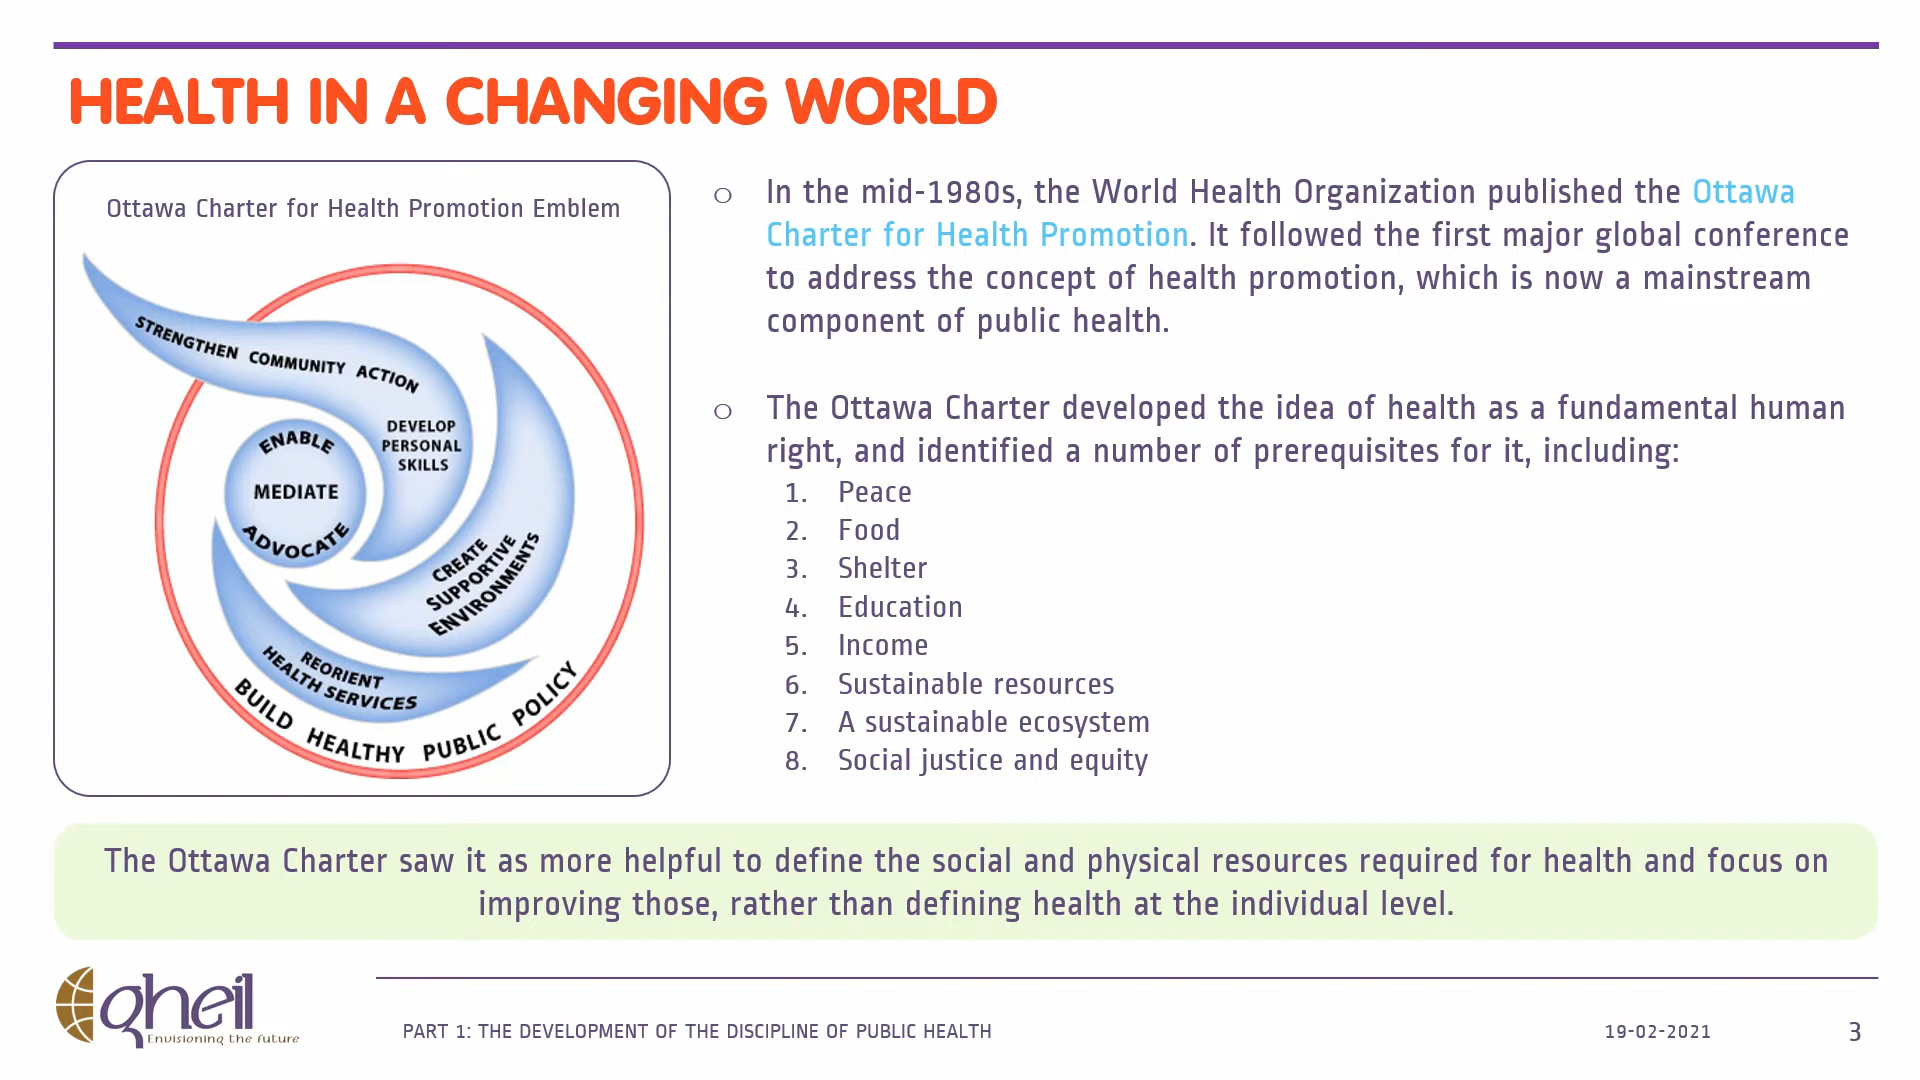 HEALTH IN A CHANGING WORLD
Ottawa Charter for Health Promotion Emblem
STRENGTHEN COMMUNITY ACTION
DEVELOP
PERSONAL
SKILLS
ENABLE
MEDIATE
ADVOCATE
CREATE
SUPPORTIVE
ENVIRONMENTS
REORIENT
HEALTH SERVICES
BUILD HEALTHY PUBLIC POLICY
o In the mid-1980s, the World Health Organization published the Ottawa
Charter for Health Promotion. It followed the first major global conference
to address the concept of health promotion, which is now a mainstream
component of public health.
o The Ottawa Charter developed the idea of health as a fundamental human
right, and identified a number of prerequisites for it, including:
1. Peace
2. Food
3. Shelter
4. Education
5. Income
6. Sustainable resources
7. A sustainable ecosystem
8. Social justice and equity
The Ottawa Charter saw it as more helpful to define the social and physical resources required for health and focus on
improving those, rather than defining health at the individual level.
gheil
Envisioning the future
PART 1: THE DEVELOPMENT OF THE DISCIPLINE OF PUBLIC HEALTH
19-02-2021
3